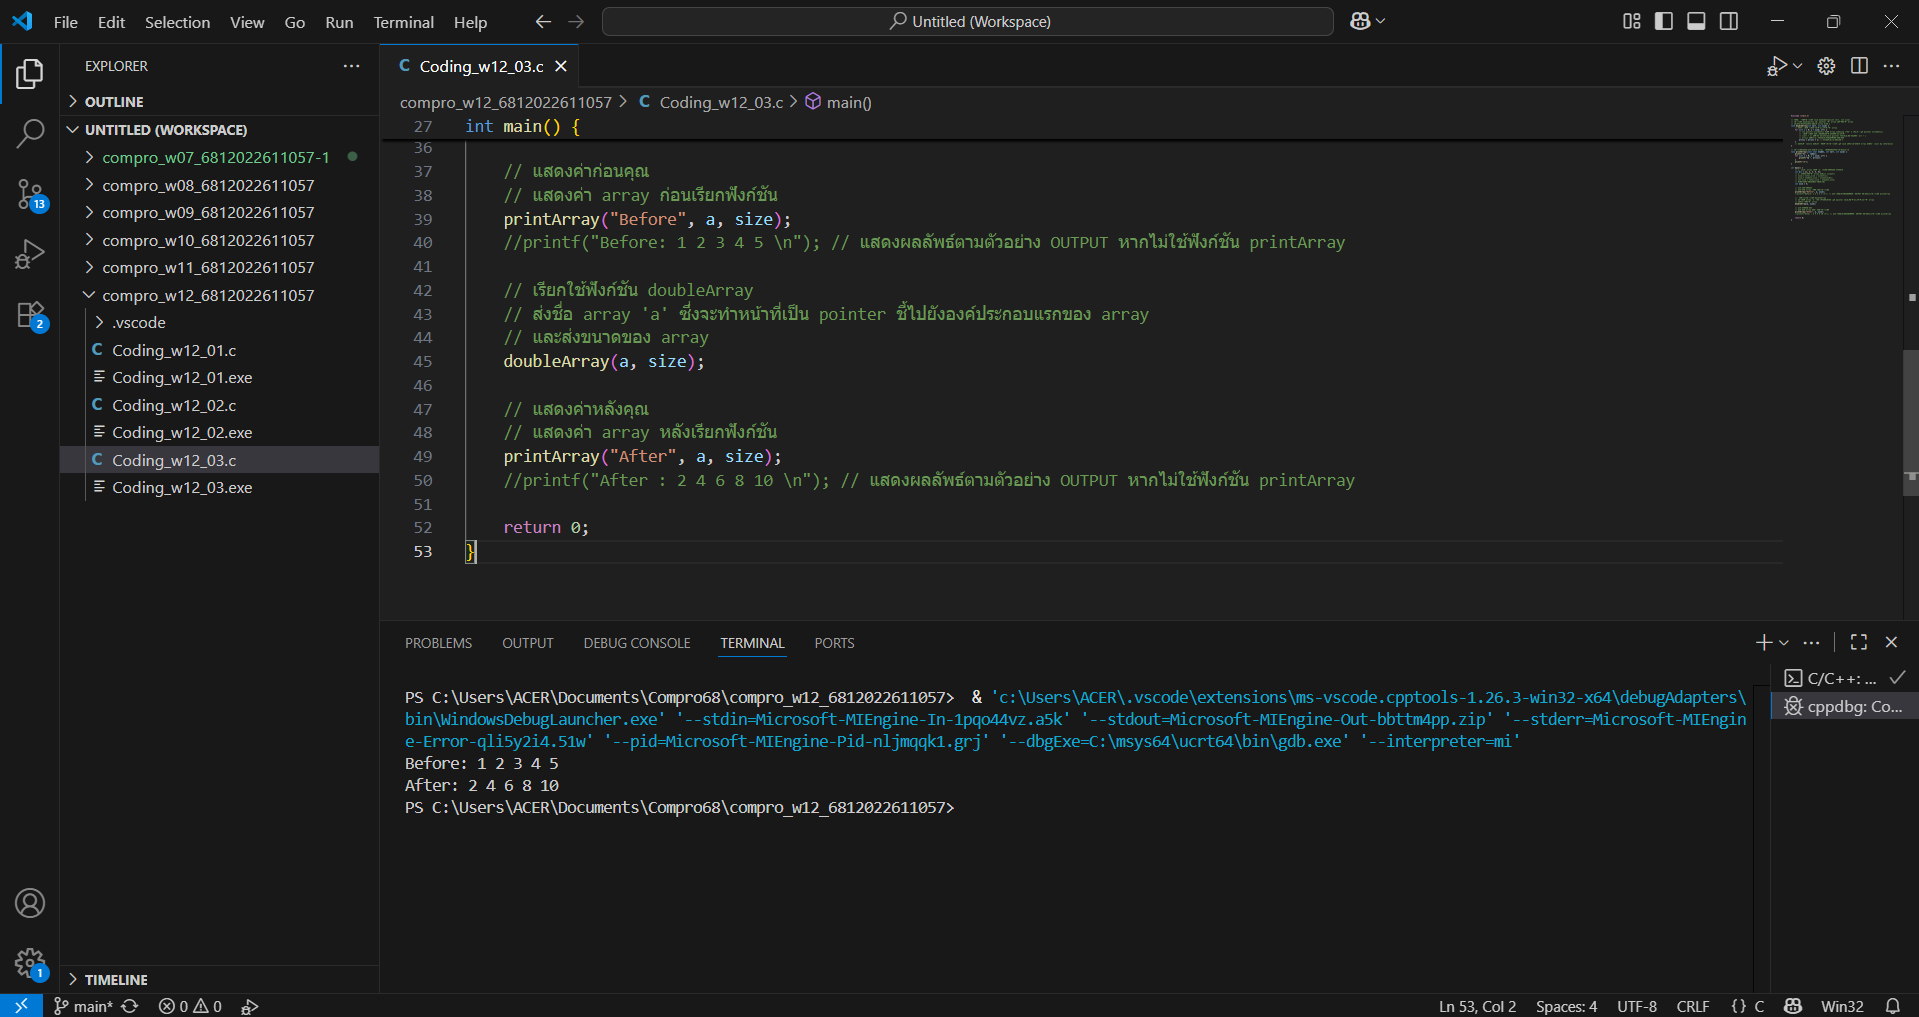 File Edit Selection View Go Run Terminal Help
Untitled (Workspace)
EXPLORER
OUTLINE
UNTITLED (WORKSPACE)
compro_w07_6812022611057-1
compro_w08_6812022611057
compro_w09_6812022611057
compro_w10_6812022611057
compro_w11_6812022611057
compro_w12_6812022611057
.vscode
C Coding_w12_01.c
Coding_w12_01.exe
C Coding_w12_02.c
Coding_w12_02.exe
C Coding_w12_03.c
Coding_w12_03.exe
TIMELINE
13
2
1
C Coding_w12_03.c
compro_w12_6812022611057 > C Coding_w12_03.c > main()
27 int main() {
36
37 // แสดงค่าก่อนคุณ
38 // แสดงค่า array ก่อนเรียกฟังก์ชัน
39 printArray("Before", a, size);
40 //printf("Before: 1 2 3 4 5 \n"); // แสดงผลลัพธ์ตามตัวอย่าง OUTPUT หากไม่ใช้ฟังก์ชัน printArray
41
42 // เรียกใช้ฟังก์ชัน doubleArray
43 // ส่งชื่อ array 'a' ซึ่งจะทำหน้าที่เป็น pointer ชี้ไปยังองค์ประกอบแรกของ array
44 // และส่งขนาดของ array
45 doubleArray(a, size);
46
47 // แสดงค่าหลังคุณ
48 // แสดงค่า array หลังเรียกฟังก์ชัน
49 printArray("After", a, size);
50 //printf("After : 2 4 6 8 10 \n"); // แสดงผลลัพธ์ตามตัวอย่าง OUTPUT หากไม่ใช้ฟังก์ชัน printArray
51
52 return 0;
53 }
PROBLEMS OUTPUT DEBUG CONSOLE TERMINAL PORTS
PS C:\Users\ACER\Documents\Compro68\compro_w12_6812022611057> & 'c:\Users\ACER\.vscode\extensions\ms-vscode.cpptools-1.26.3-win32-x64\debugAdapters\
bin\WindowsDebugLauncher.exe' '--stdin=Microsoft-MIEngine-In-1pqo44vz.a5k' '--stdout=Microsoft-MIEngine-Out-bbttm4pp.zip' '--stderr=Microsoft-MIEngin
e-Error-qli5y2i4.51w' '--pid=Microsoft-MIEngine-Pid-nljmqqk1.grj' '--dbgExe=C:\msys64\ucrt64\bin\gdb.exe' '--interpreter=mi'
Before: 1 2 3 4 5
After: 2 4 6 8 10
PS C:\Users\ACER\Documents\Compro68\compro_w12_6812022611057>
C/C++: ...
cppdbg: Co...
main* 0 0
Ln 53, Col 2 Spaces: 4 UTF-8 CRLF {} C Win32